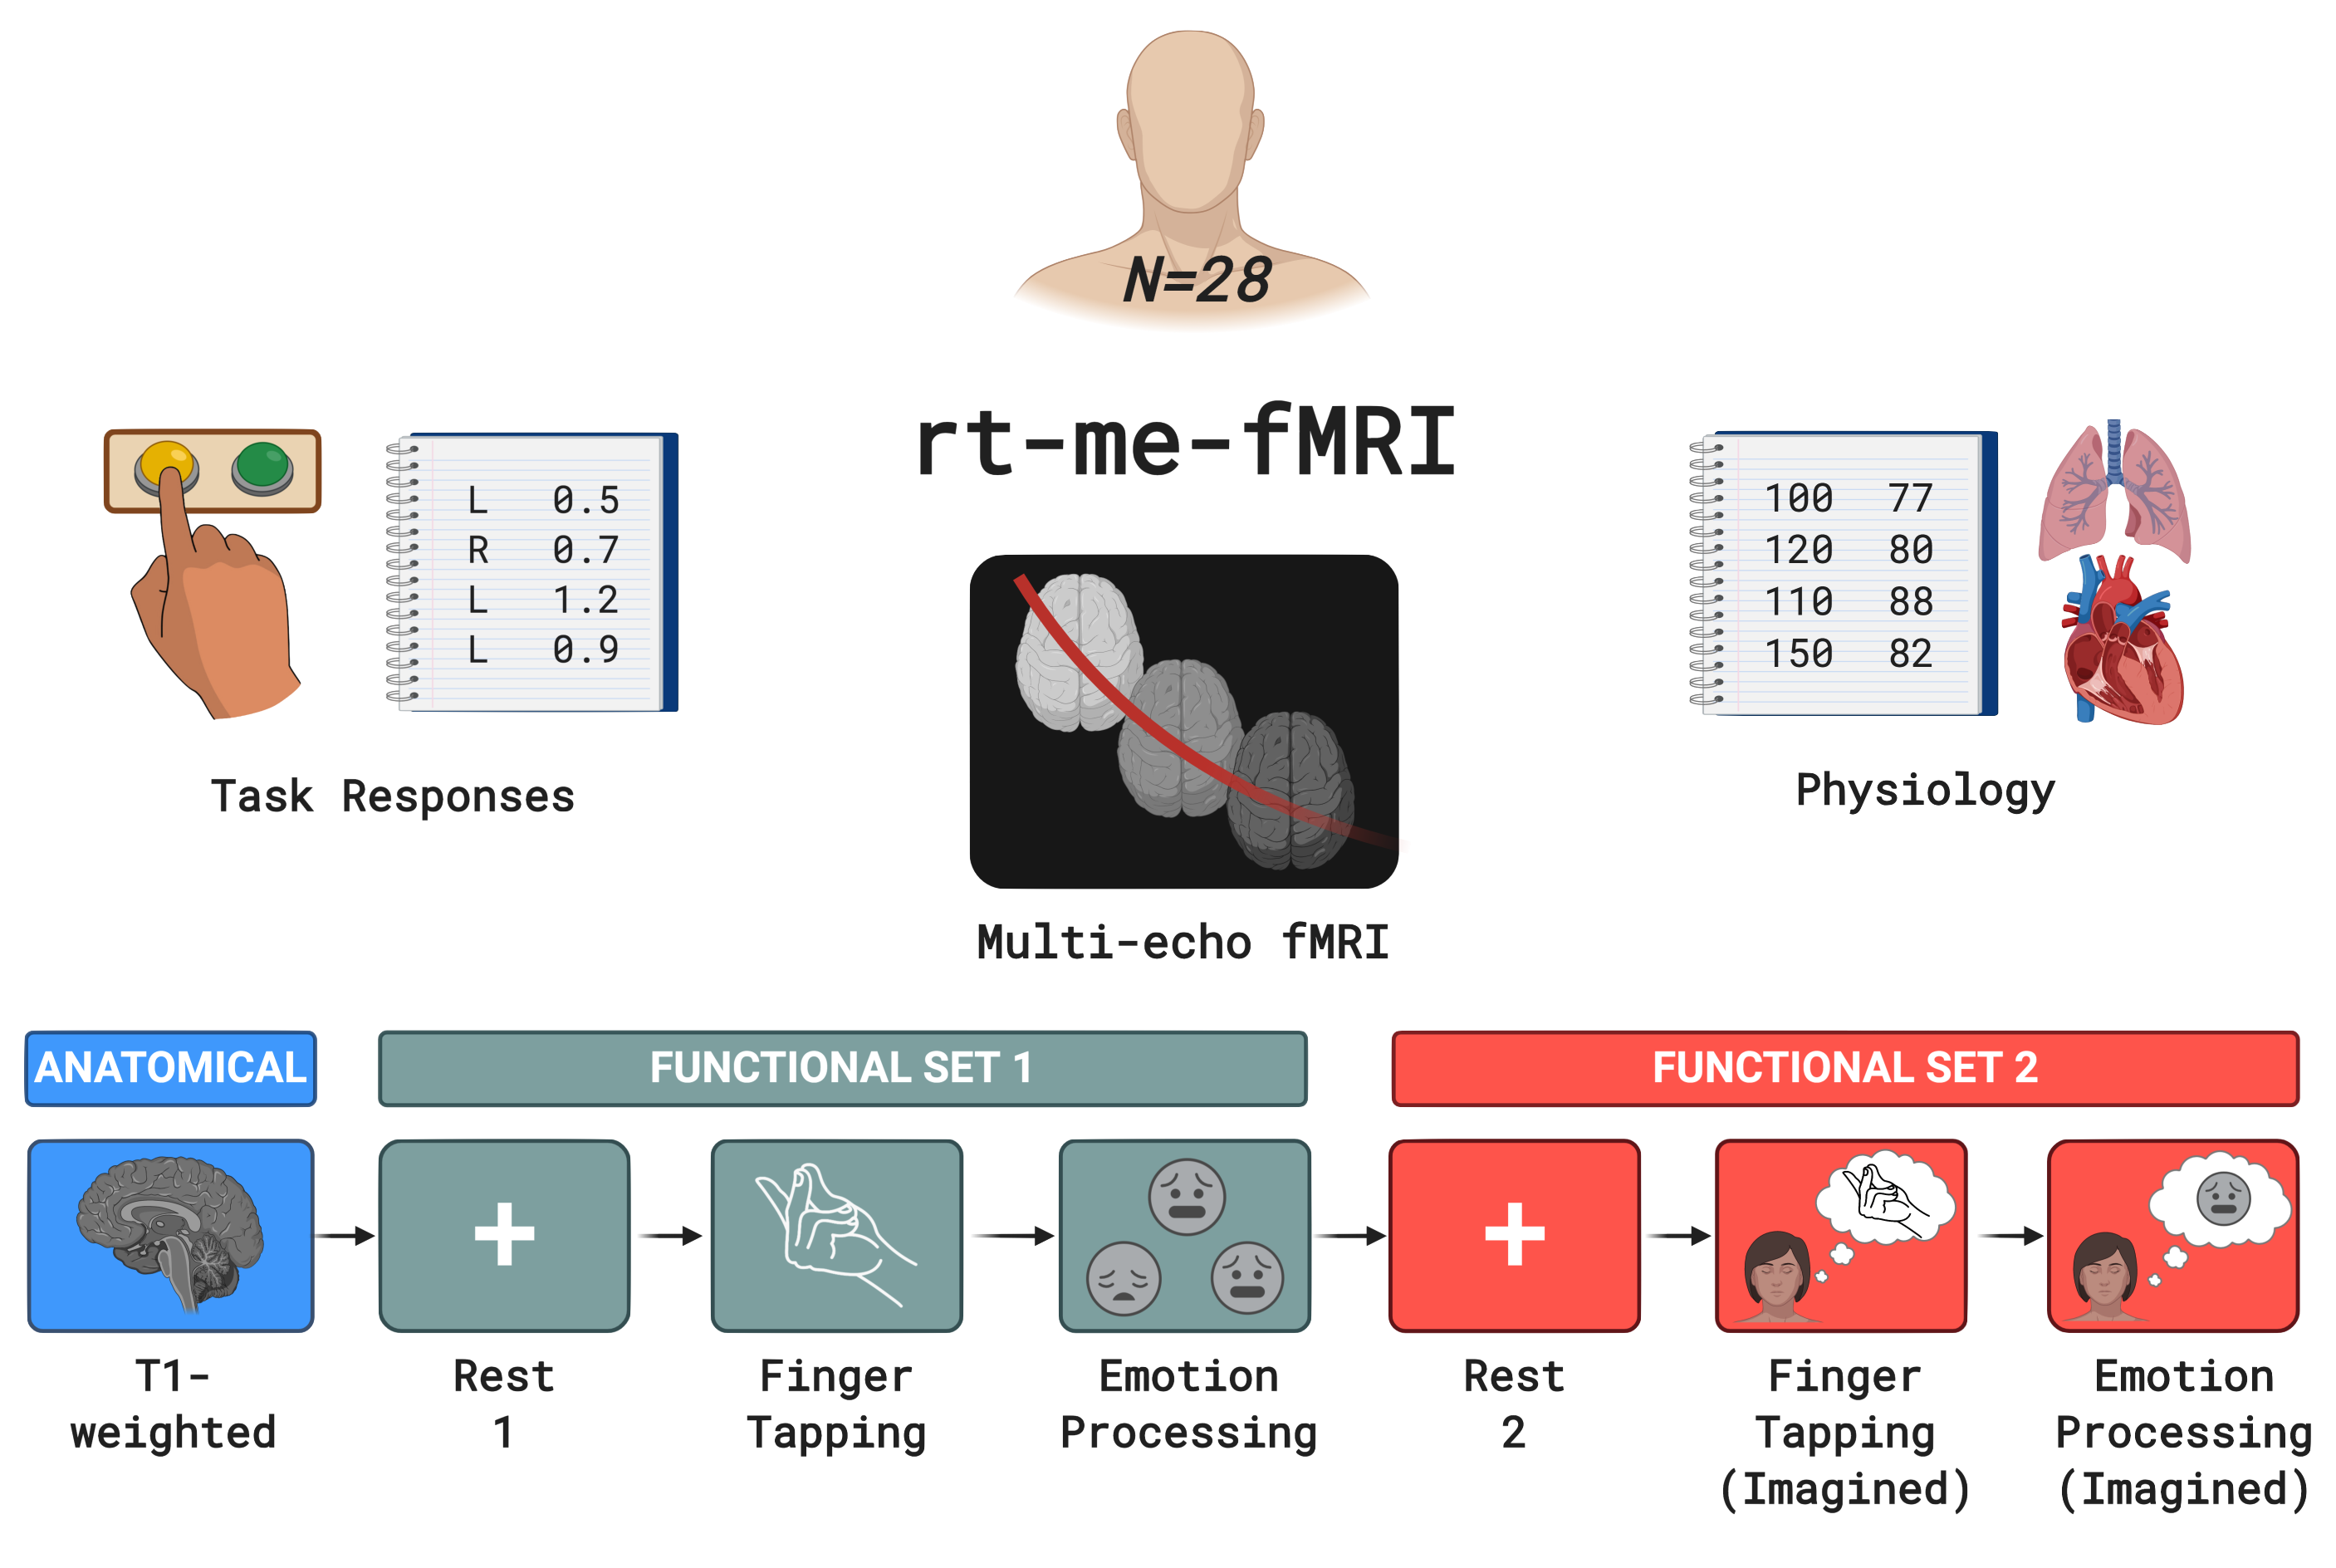 N=28
rt-me-fMRI
L 0.5
R 0.7
L 1.2
L 0.9
Task Responses
Multi-echo fMRI
100 77
120 80
110 88
150 82
Physiology
ANATOMICAL
FUNCTIONAL SET 1
FUNCTIONAL SET 2
T1-
weighted
Rest
1
Finger
Tapping
Emotion
Processing
Rest
2
Finger
Tapping
(Imagined)
Emotion
Processing
(Imagined)